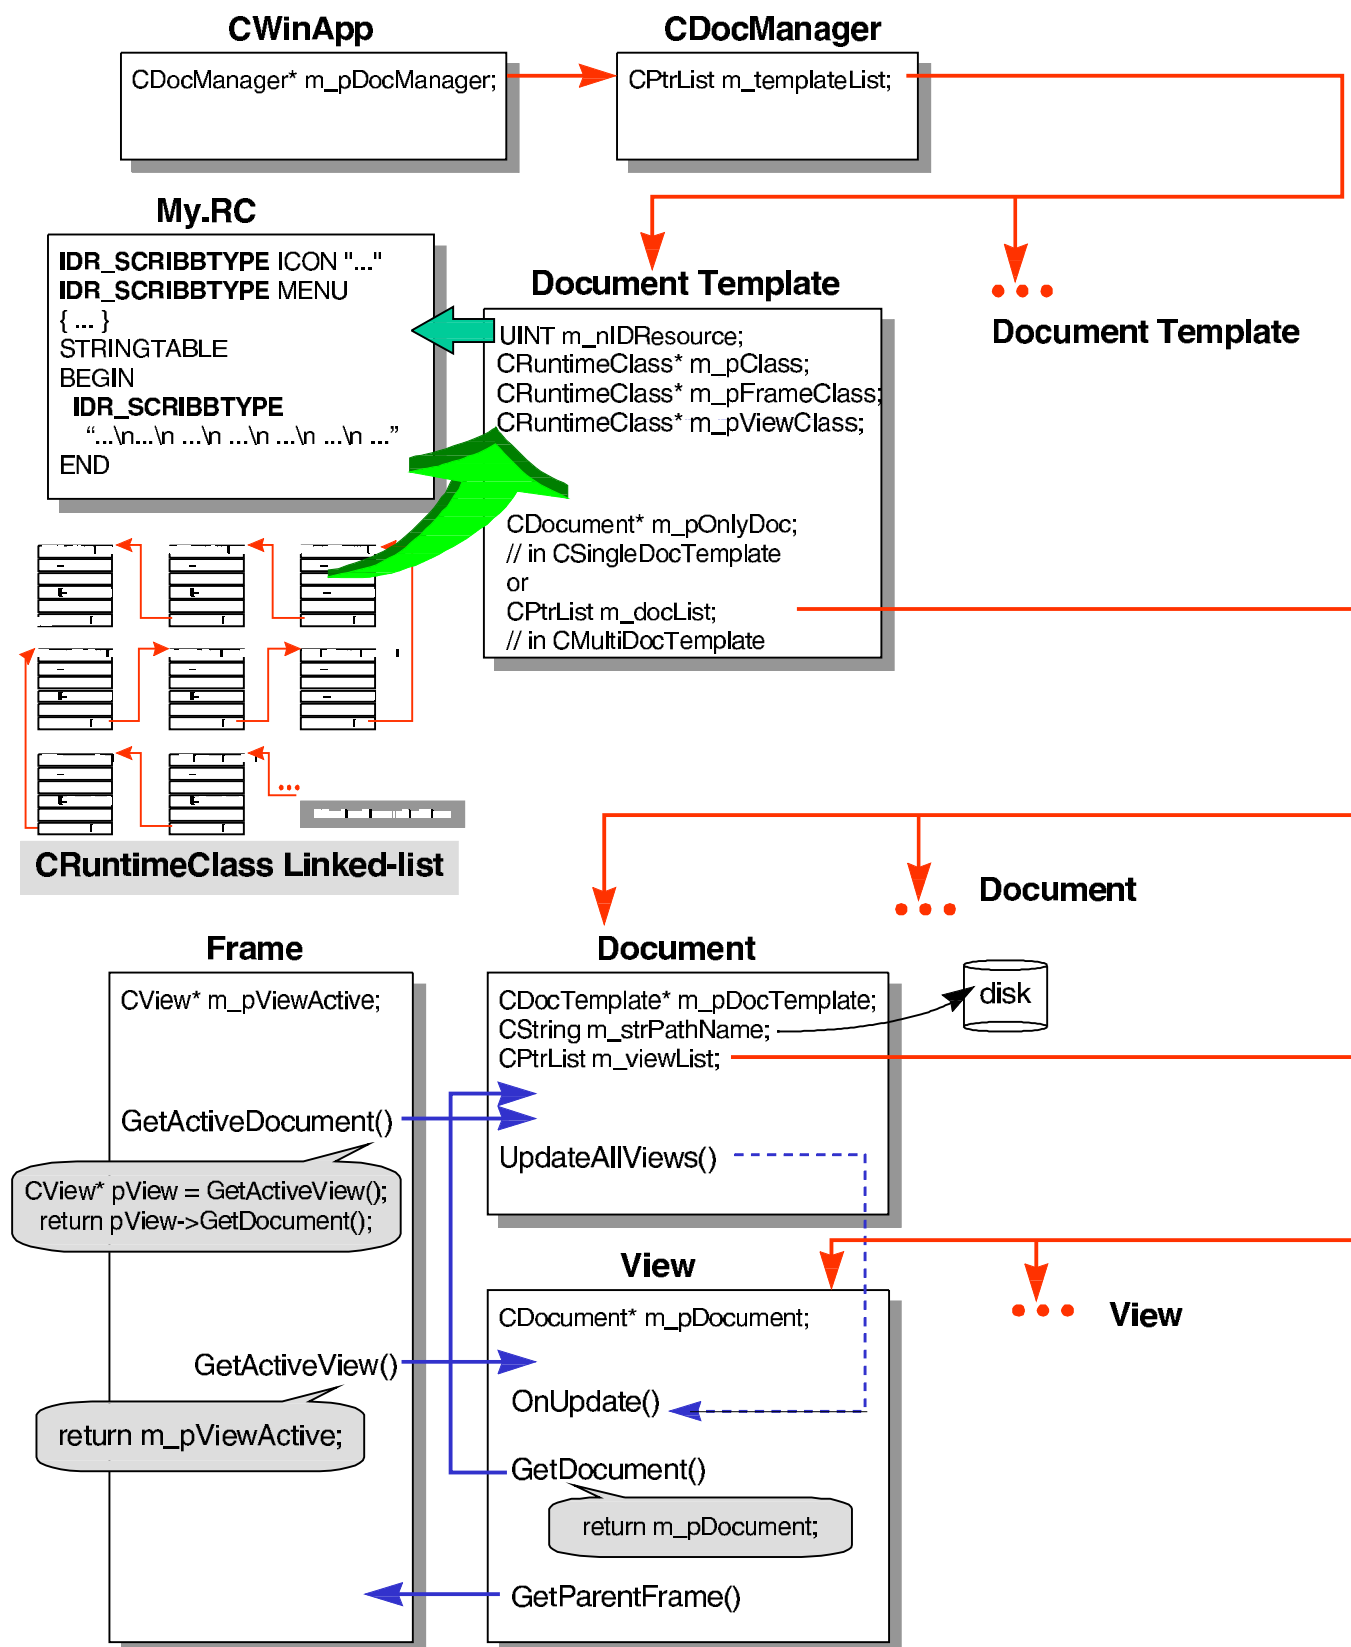 CWinApp
CDocManager
CDocManager* m_pDocManager;
CPtrList m_templateList;
My.RC
IDR_SCRIBBTYPE ICON "..."
IDR_SCRIBBTYPE MENU
{ ... }
STRINGTABLE
BEGIN
IDR_SCRIBBTYPE
“...\n...\n ...\n ...\n ...\n ...\n ...”
END
Document Template
UINT m_nIDResource;
CRuntimeClass* m_pClass;
CRuntimeClass* m_pFrameClass;
CRuntimeClass* m_pViewClass;
CDocument* m_pOnlyDoc;
// in CSingleDocTemplate
or
CPtrList m_docList;
// in CMultiDocTemplate
Document Template
CRuntimeClass Linked-list
Document
Frame
CView* m_pViewActive;
GetActiveDocument()
CView* pView = GetActiveView();
return pView->GetDocument();
GetActiveView()
return m_pViewActive;
Document
CDocTemplate* m_pDocTemplate;
CString m_strPathName;
CPtrList m_viewList;
UpdateAllViews()
disk
View
CDocument* m_pDocument;
OnUpdate()
GetDocument()
return m_pDocument;
GetParentFrame()
View